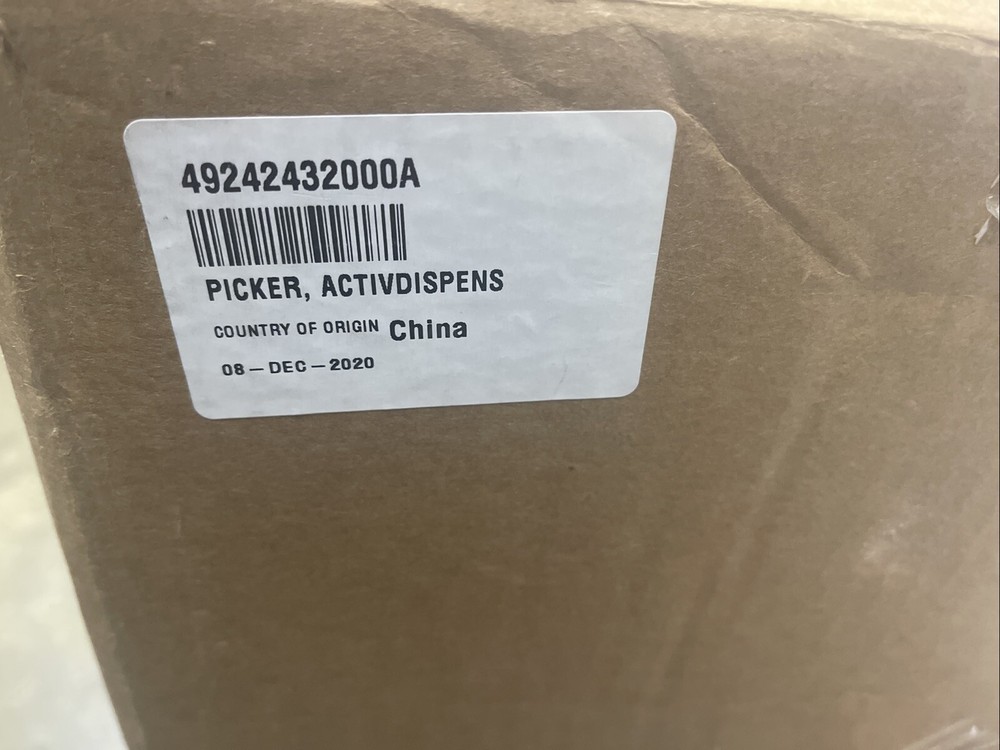 49242432000A
PICKER, ACTIVDISPENS
COUNTRY OF ORIGIN China
08-DEC-2020